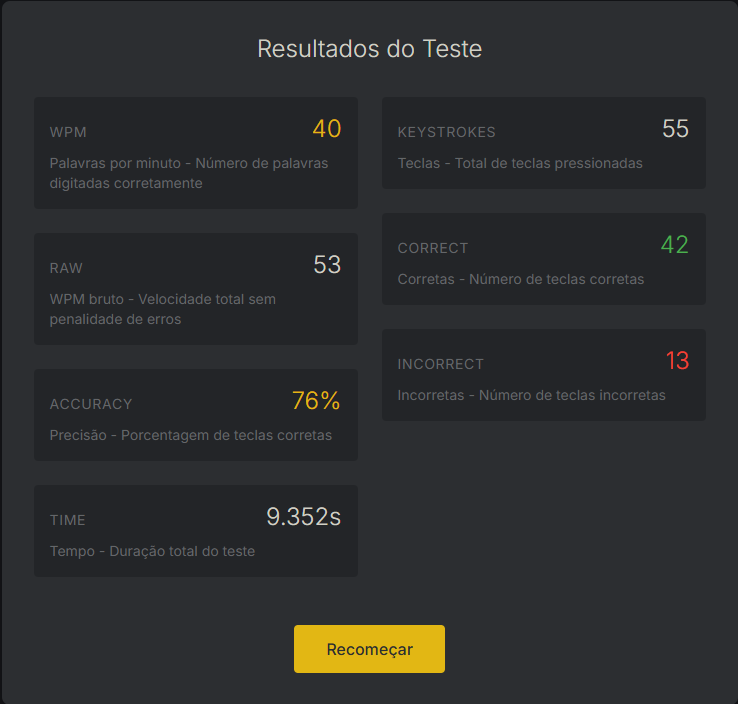 Resultados do Teste
WPM
40
Palavras por minuto - Número de palavras
digitadas corretamente
RAW
53
WPM bruto - Velocidade total sem
penalidade de erros
ACCURACY
76%
Precisão - Porcentagem de teclas corretas
TIME
9.352s
Tempo - Duração total do teste
KEYSTROKES
55
Teclas - Total de teclas pressionadas
CORRECT
42
Corretas - Número de teclas corretas
INCORRECT
13
Incorretas - Número de teclas incorretas
Recomeçar